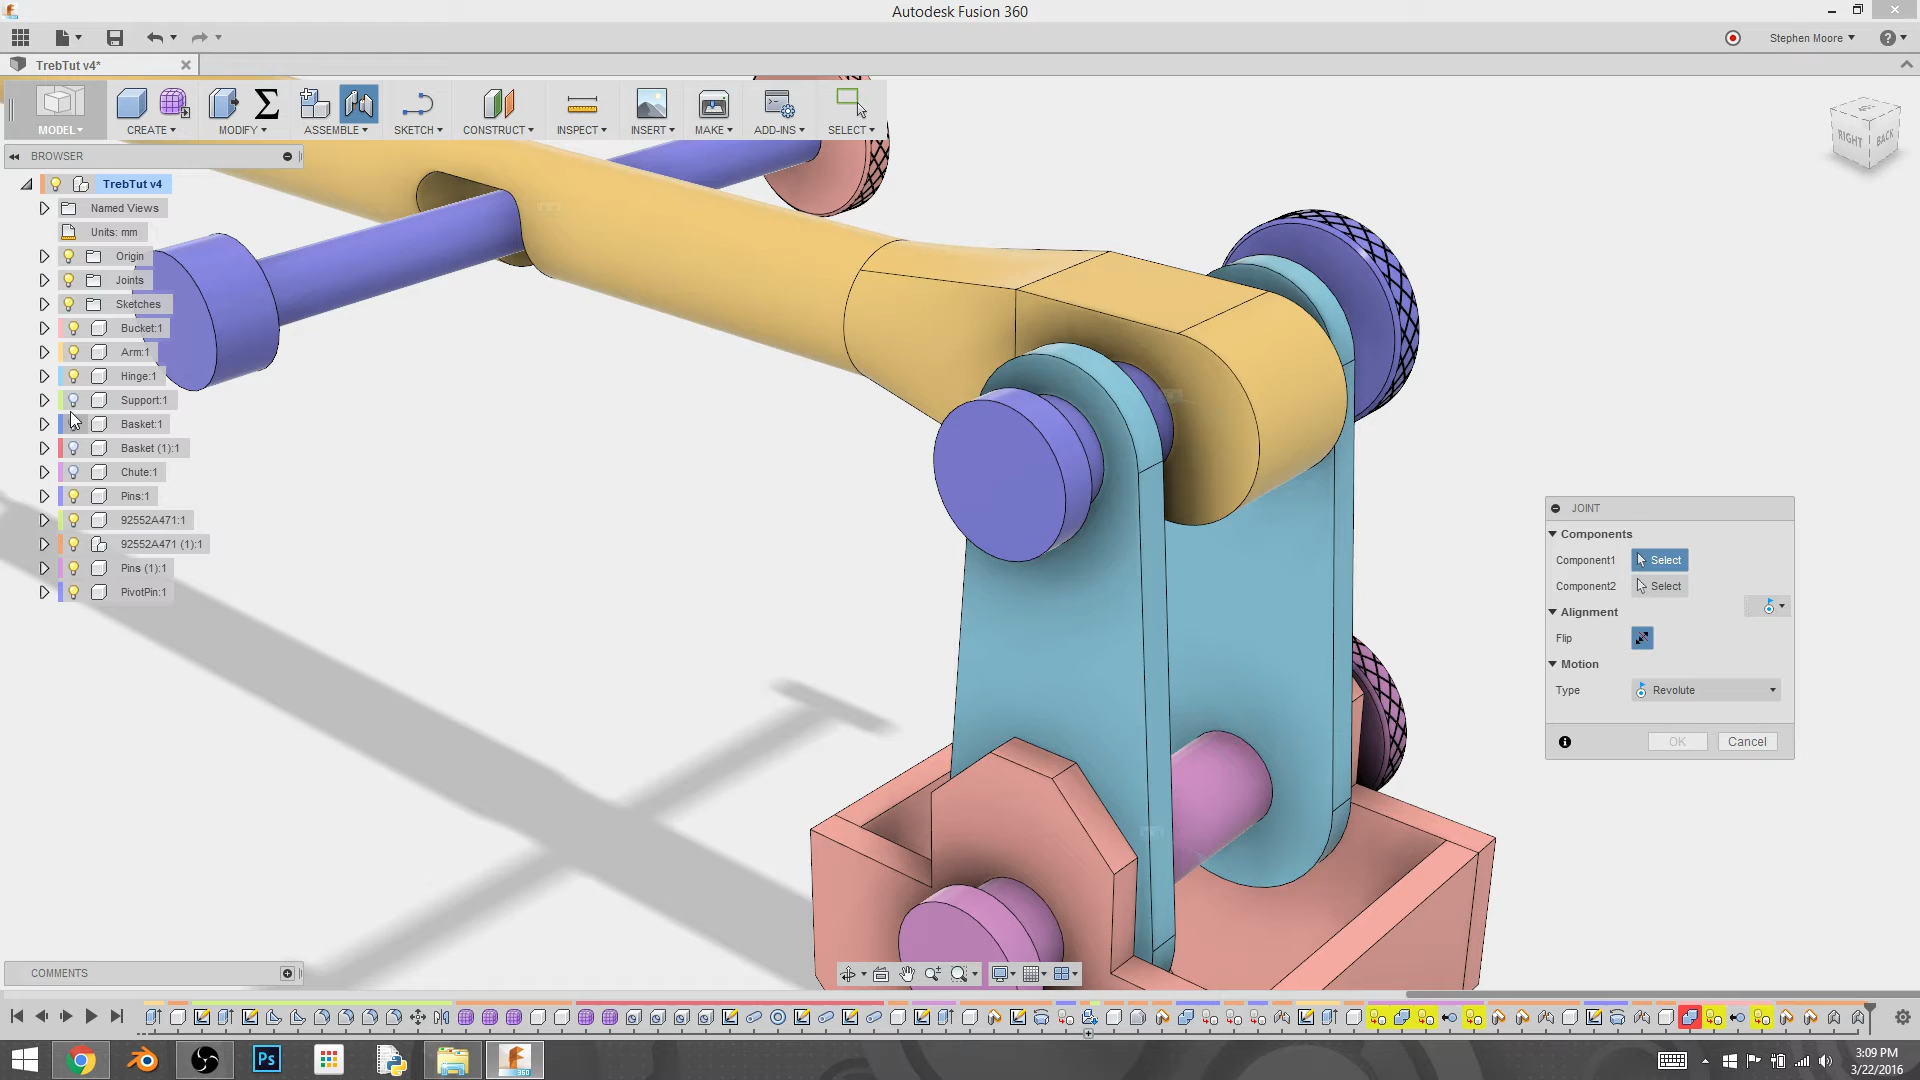 Autodesk Fusion 360
Stephen Moore
TrebTut v4*
MODEL
CREATE
MODIFY
ASSEMBLE
SKETCH
CONSTRUCT
INSPECT
INSERT
MAKE
ADD-INS
SELECT
RIGHT
BACK
BROWSER
TrebTut v4
Named Views
Units: mm
Origin
Joints
Sketches
Bucket:1
Arm:1
Hinge:1
Support:1
Basket:1
Basket (1):1
Chute:1
Pins:1
92552A471:1
92552A471 (1):1
Pins (1):1
PivotPin:1
JOINT
Components
Component1 Select
Component2 Select
Alignment
Flip
Motion
Type Revolute
OK Cancel
COMMENTS
Ps
360
3:09 PM
3/22/2016